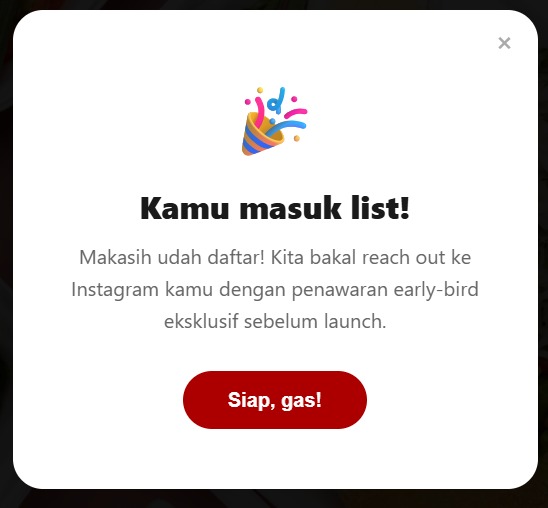 ×
Kamu masuk list!
Makasih udah daftar! Kita bakal reach out ke
Instagram kamu dengan penawaran early-bird
eksklusif sebelum launch.
Siap, gas!